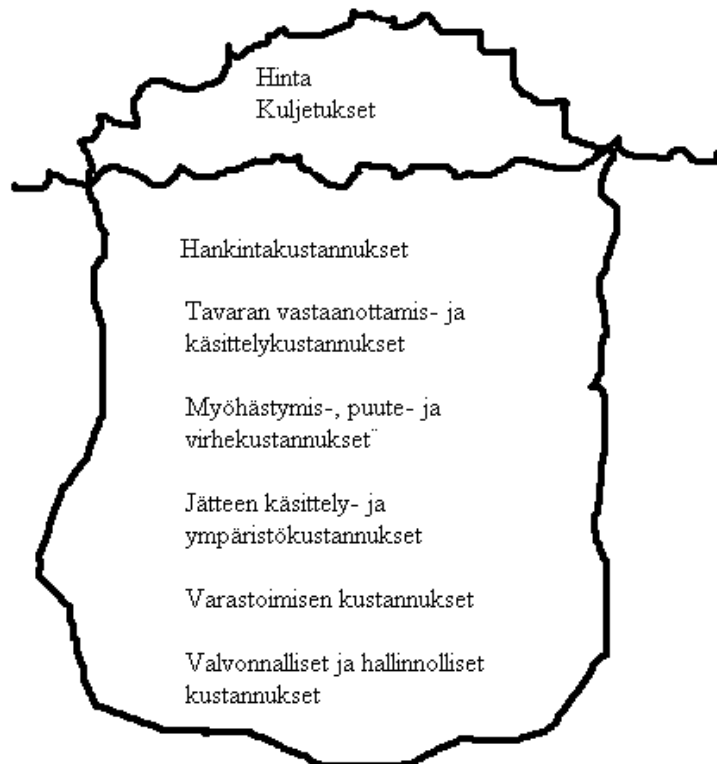 Hinta
Kuljetukset
Hankintakustannukset
Tavaran vastaanottamis- ja
käsittelykustannukset
Myöhästymis-, puute- ja
virhekustannukset¨
Jätteen käsittely- ja
ympäristökustannukset
Varastoimisen kustannukset
Valvonnalliset ja hallinnolliset
kustannukset